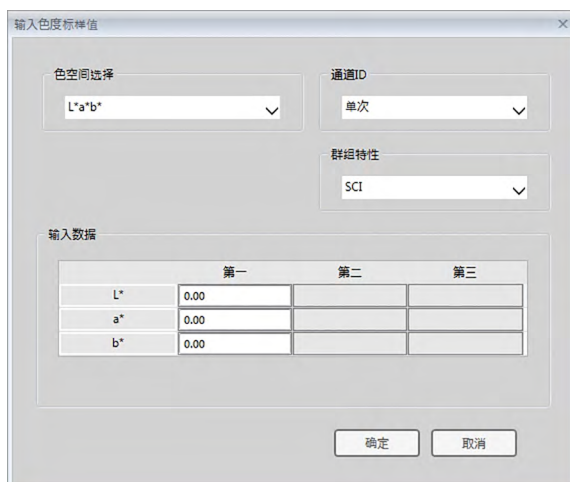 输入色度标样值
色空间选择
通道ID
L*a*b*
单次
群组特性
SCI
输入数据
第一 第二 第三
L* 0.00
a* 0.00
b* 0.00
确定 取消